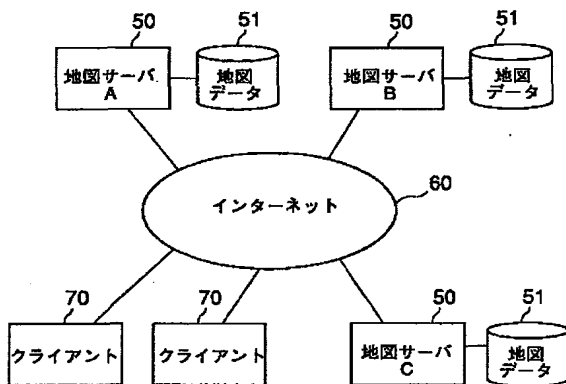 50
51
50
51
地図サーバ
A
地図
データ
地図サーバ
B
地図
データ
60
インターネット
70
70
50
51
クライアント
クライアント
地図サーバ
C
地図
データ